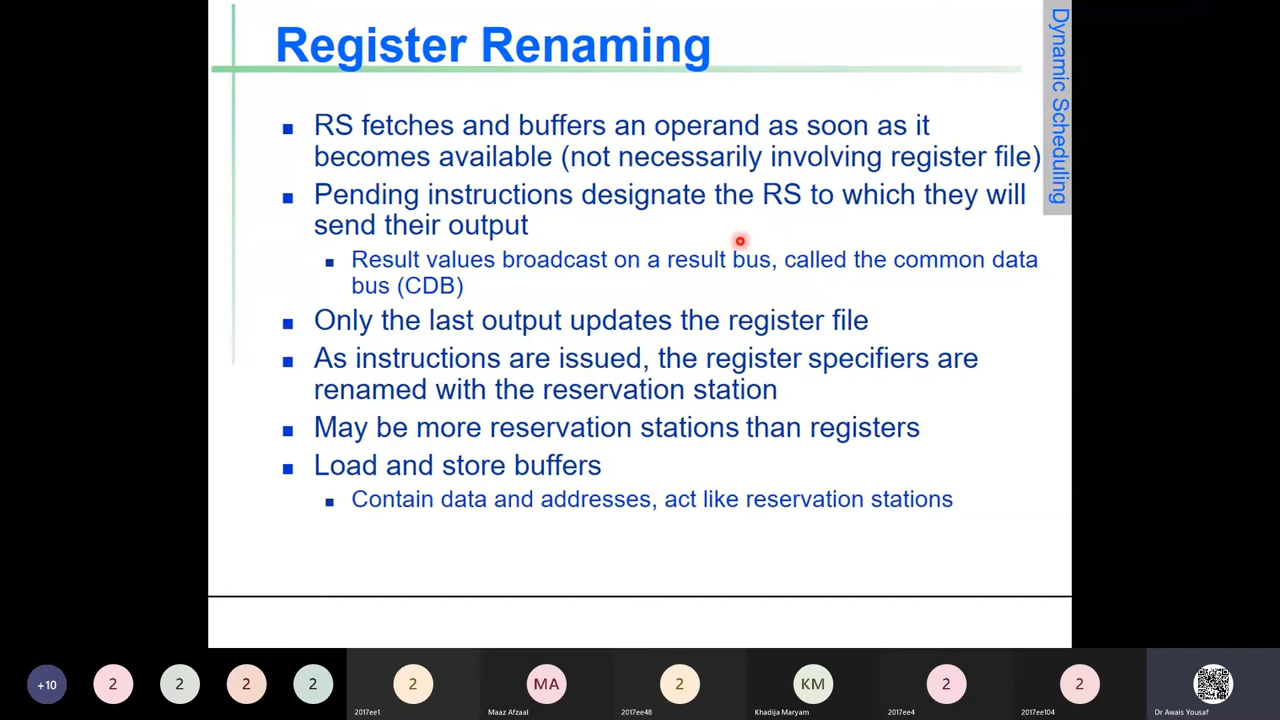 Register Renaming
Dynamic Scheduling
RS fetches and buffers an operand as soon as it
becomes available (not necessarily involving register file)
Pending instructions designate the RS to which they will
send their output
Result values broadcast on a result bus, called the common data
bus (CDB)
Only the last output updates the register file
As instructions are issued, the register specifiers are
renamed with the reservation station
May be more reservation stations than registers
Load and store buffers
Contain data and addresses, act like reservation stations
+10
2
2
2
2
2
2017ee1
MA
Maaz Afzaal
2
2017ee48
KM
Khadija Maryam
2
2017ee4
2
2017ee104
Dr Awais Yousaf